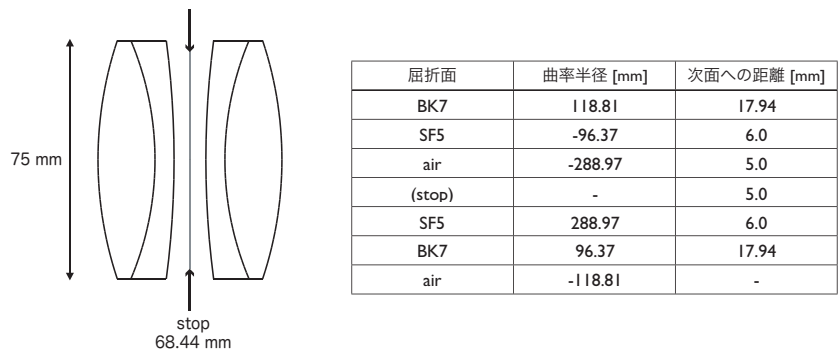 75 mm
stop
68.44 mm
屈折面 曲率半径 [mm] 次面への距離 [mm]
BK7 118.81 17.94
SF5 -96.37 6.0
air -288.97 5.0
(stop) - 5.0
SF5 288.97 6.0
BK7 96.37 17.94
air -118.81 -